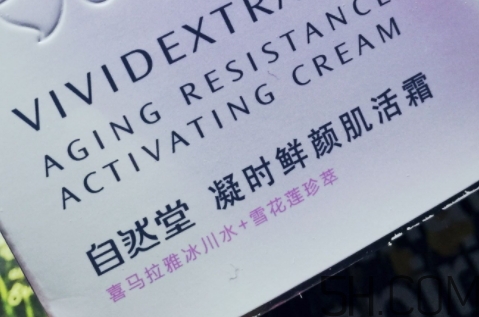 VIVIDEXTRA
AGING RESISTANCE
ACTIVATING CREAM
自然堂 凝时鲜颜肌活霜
喜马拉雅冰川水+雪花莲珍萃